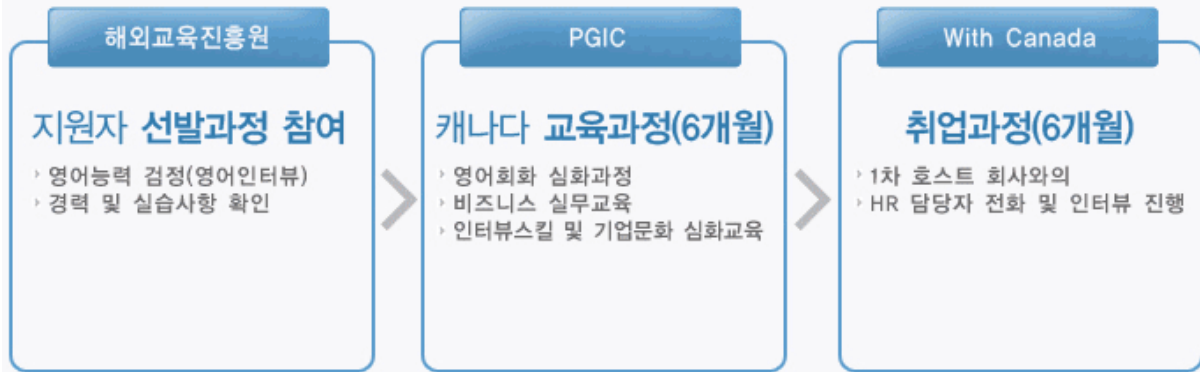 해외교육진흥원
지원자 선발과정 참여
영어능력 검정(영어인터뷰)
경력 및 실습사항 확인
PGIC
캐나다 교육과정(6개월)
영어회화 심화과정
비즈니스 실무교육
인터뷰스킬 및 기업문화 심화교육
With Canada
취업과정(6개월)
1차 호스트 회사와의
HR 담당자 전화 및 인터뷰 진행